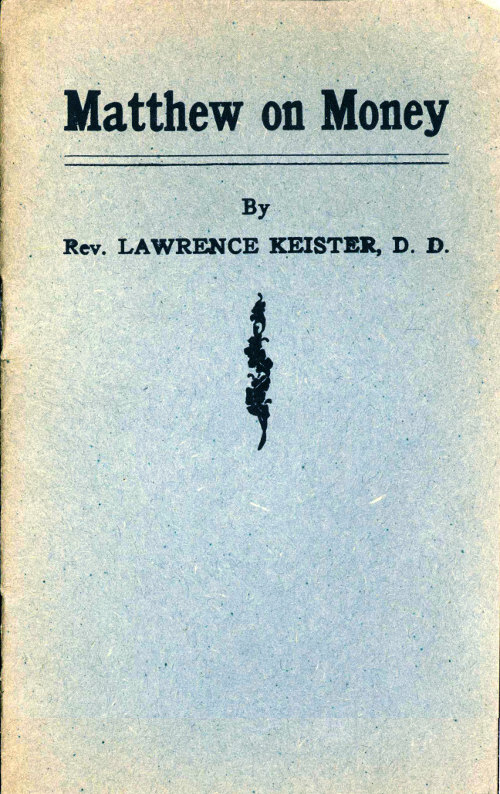 Matthew on Money
By
Rev. LAWRENCE KEISTER, D. D.